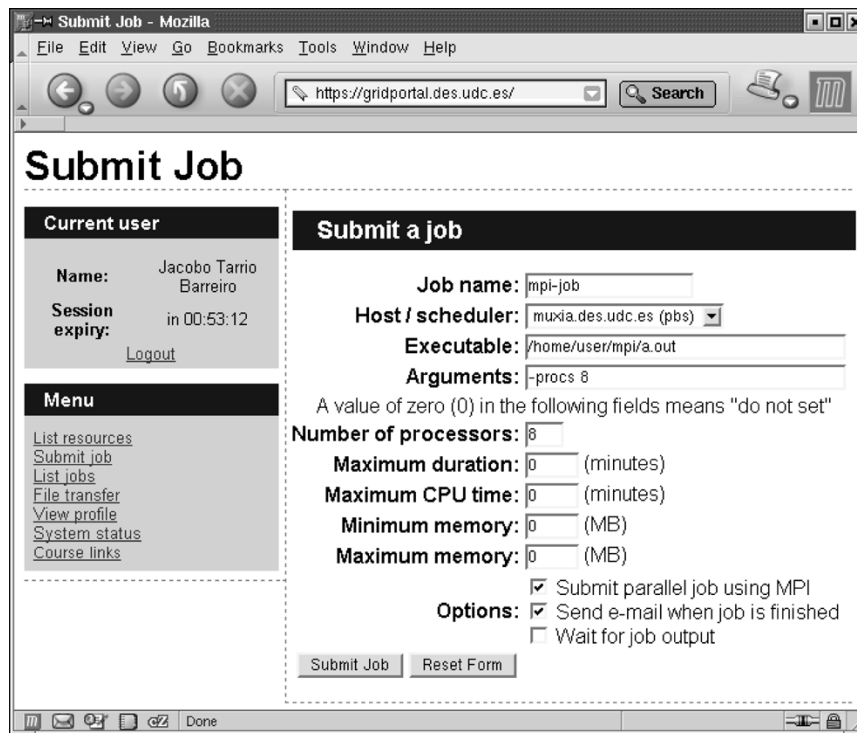 Submit Job - Mozilla
File Edit View Go Bookmarks Tools Window Help
https://gridportal.des.udc.es/
Search
Submit Job
Current user
Name: Jacobo Tarrio
Barreiro
Session
expiry: in 00:53:12
Logout
Menu
List resources
Submit job
List jobs
File transfer
View profile
System status
Course links
Submit a job
Job name: mpi-job
Host / scheduler: muxia.des.udc.es (pbs)
Executable: /home/user/mpi/a.out
Arguments: -procs 8
A value of zero (0) in the following fields means "do not set"
Number of processors: 8
Maximum duration: 0 (minutes)
Maximum CPU time: 0 (minutes)
Minimum memory: 0 (MB)
Maximum memory: 0 (MB)
Options: Submit parallel job using MPI
Send e-mail when job is finished
Wait for job output
Submit Job Reset Form
Done